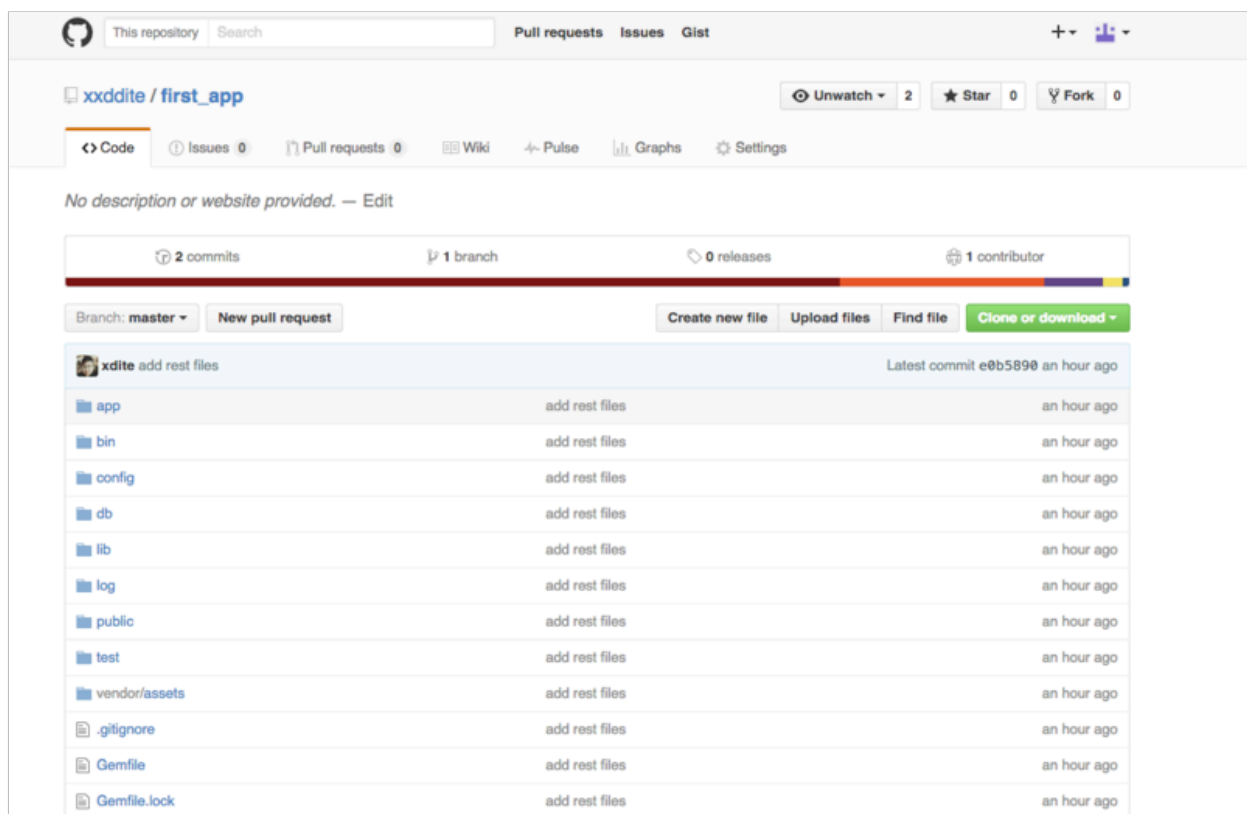 This repository Search Pull requests Issues Gist
xxddite / first_app Unwatch 2 Star 0 Fork 0
Code Issues 0 Pull requests 0 Wiki Pulse Graphs Settings
No description or website provided. — Edit
2 commits 1 branch 0 releases 1 contributor
Branch: master New pull request Create new file Upload files Find file Clone or download
xdite add rest files Latest commit e0b5890 an hour ago
app add rest files an hour ago
bin add rest files an hour ago
config add rest files an hour ago
db add rest files an hour ago
lib add rest files an hour ago
log add rest files an hour ago
public add rest files an hour ago
test add rest files an hour ago
vendor/assets add rest files an hour ago
.gitignore add rest files an hour ago
Gemfile add rest files an hour ago
Gemfile.lock add rest files an hour ago